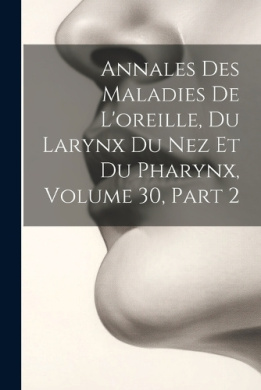 Annales Des
Maladies De
L'oreille, Du
Larynx Du Nez Et
Du Pharynx,
Volume 30, Part 2